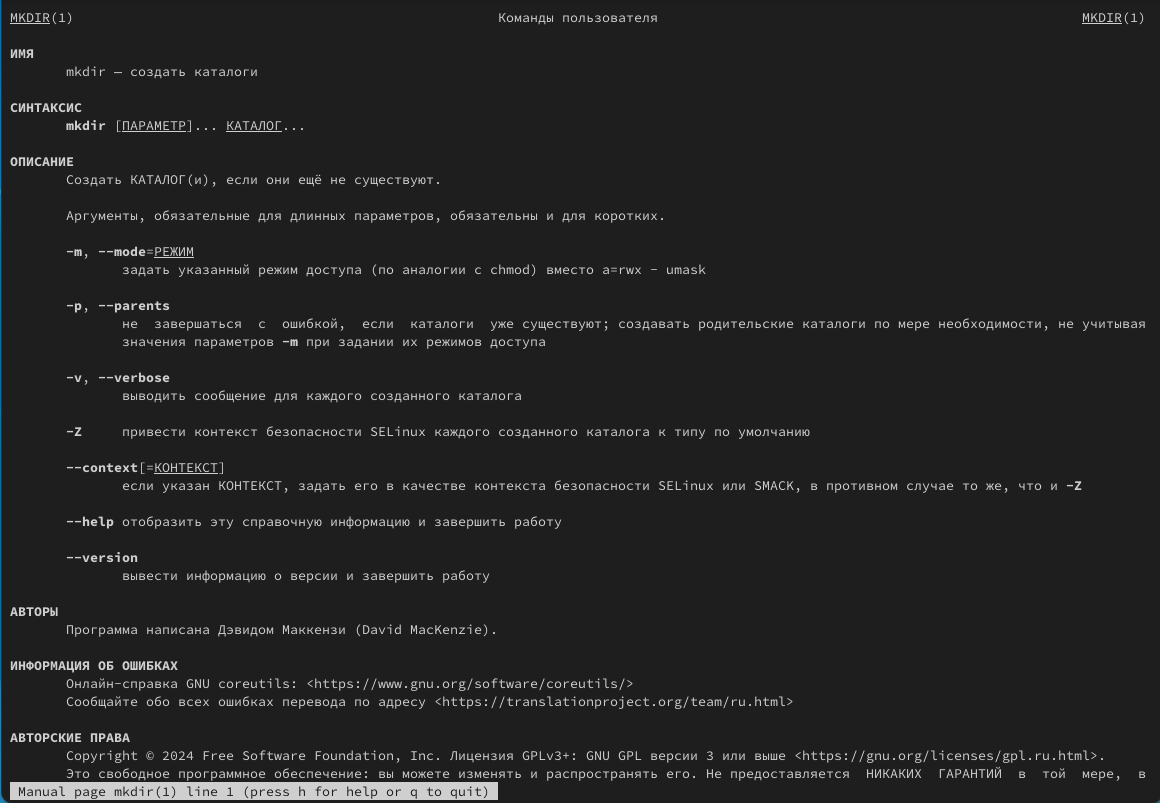 MKDIR(1) Команды пользователя MKDIR(1)
ИМЯ
mkdir — создать каталоги
СИНТАКСИС
mkdir [ПАРАМЕТР]... КАТАЛОГ...
ОПИСАНИЕ
Создать КАТАЛОГ(и), если они ещё не существуют.
Аргументы, обязательные для длинных параметров, обязательны и для коротких.
-m, --mode=РЕЖИМ
задать указанный режим доступа (по аналогии с chmod) вместо a=rwx - umask
-p, --parents
не завершаться с ошибкой, если каталоги уже существуют; создавать родительские каталоги по мере необходимости, не учитывая
значения параметров -m при задании их режимов доступа
-v, --verbose
выводить сообщение для каждого созданного каталога
-Z привести контекст безопасности SELinux каждого созданного каталога к типу по умолчанию
--context[=КОНТЕКСТ]
если указан КОНТЕКСТ, задать его в качестве контекста безопасности SELinux или SMACK, в противном случае то же, что и -Z
--help отобразить эту справочную информацию и завершить работу
--version
вывести информацию о версии и завершить работу
АВТОРЫ
Программа написана Дэвидом Маккензи (David MacKenzie).
ИНФОРМАЦИЯ ОБ ОШИБКАХ
Онлайн-справка GNU coreutils: <https://www.gnu.org/software/coreutils/>
Сообщайте обо всех ошибках перевода по адресу <https://translationproject.org/team/ru.html>
АВТОРСКИЕ ПРАВА
Copyright © 2024 Free Software Foundation, Inc. Лицензия GPLv3+: GNU GPL версии 3 или выше <https://gnu.org/licenses/gpl.ru.html>.
Это свободное программное обеспечение: вы можете изменять и распространять его. Не предоставляется НИКАКИХ ГАРАНТИЙ в той мере, в
Manual page mkdir(1) line 1 (press h for help or q to quit)